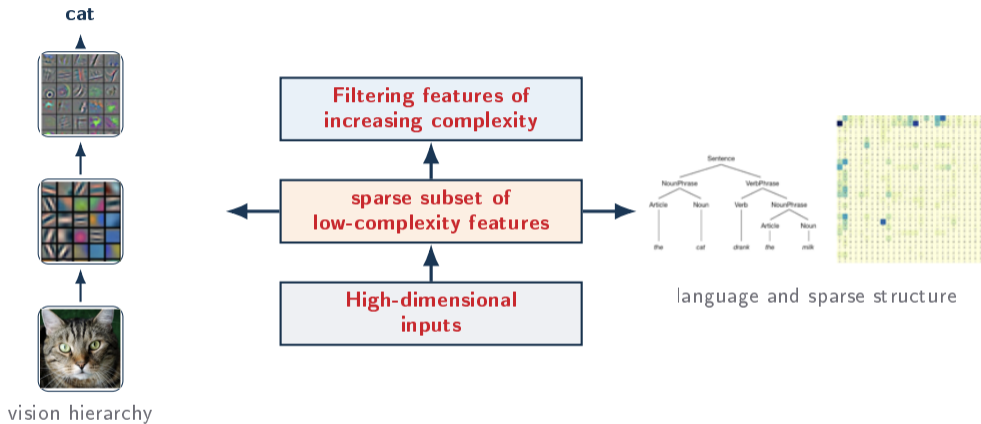 cat
vision hierarchy
Filtering features of
increasing complexity
sparse subset of
low-complexity features
High-dimensional
inputs
Sentence
NounPhrase VerbPhrase
Article Noun Verb NounPhrase
Article Noun
the cat drank the milk
language and sparse structure